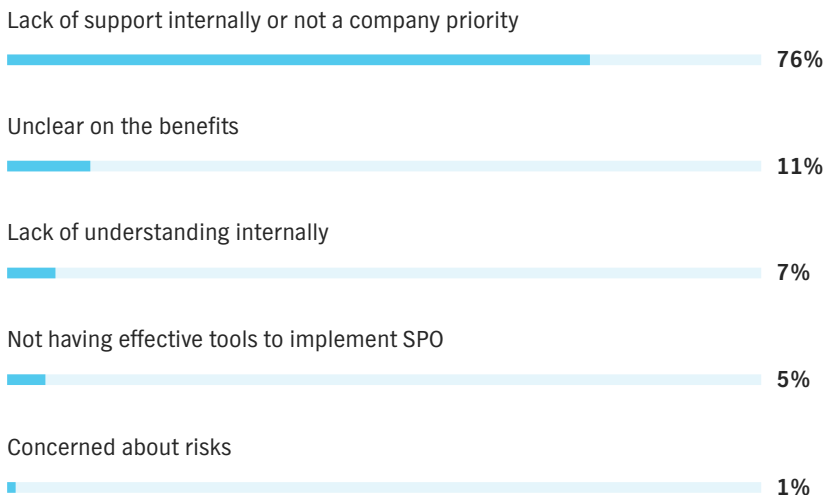 Lack of support internally or not a company priority
76%
Unclear on the benefits
11%
Lack of understanding internally
7%
Not having effective tools to implement SPO
5%
Concerned about risks
1%